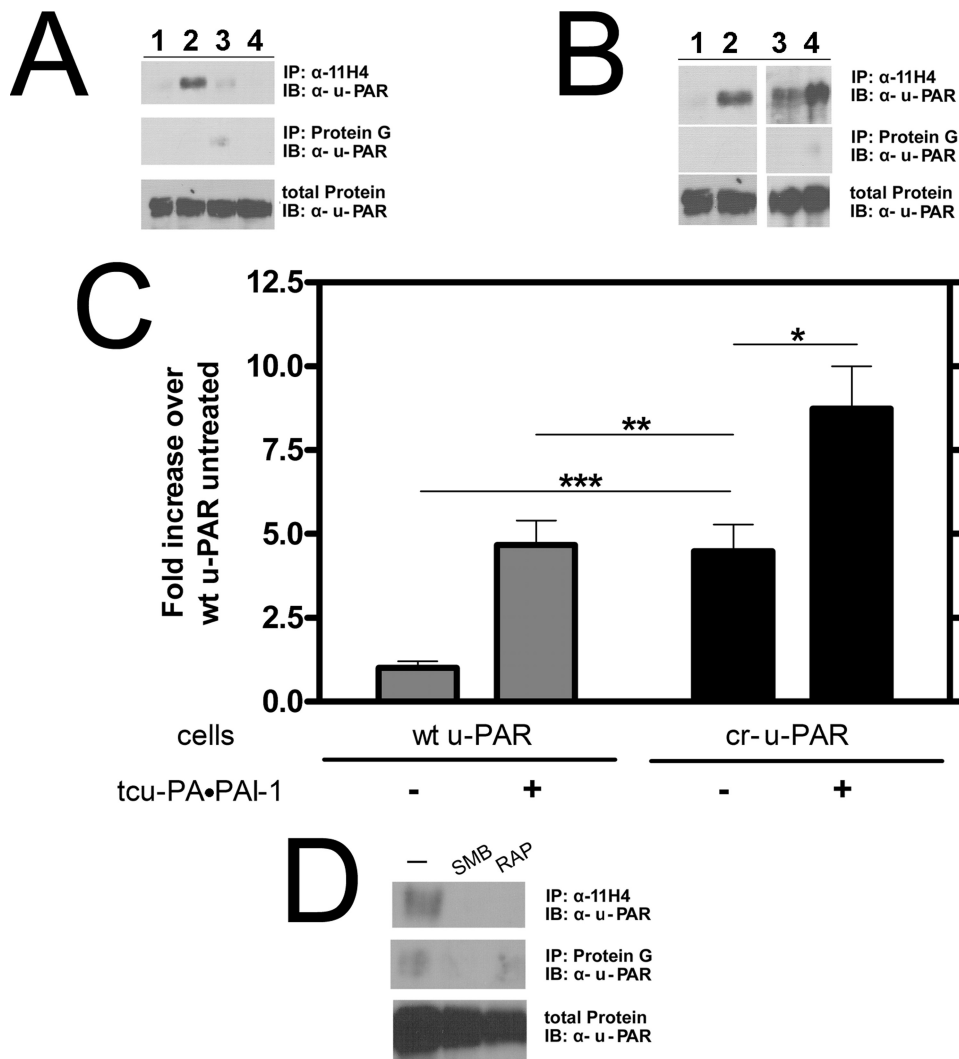 A
1 2 3 4
IP: α-11H4
IB: α- u-PAR
IP: Protein G
IB: α- u-PAR
total Protein
IB: α- u-PAR
B
1 2 3 4
IP: α-11H4
IB: α- u-PAR
IP: Protein G
IB: α- u-PAR
total Protein
IB: α- u-PAR
C
Fold increase over
wt u-PAR untreated
12.5
10.0
7.5
5.0
2.5
0.0
*
**
***
cells wt u-PAR cr-u-PAR
tcu-PA•PAI-1 - + - +
D
– SMB RAP
IP: α-11H4
IB: α- u-PAR
IP: Protein G
IB: α- u-PAR
total Protein
IB: α- u-PAR